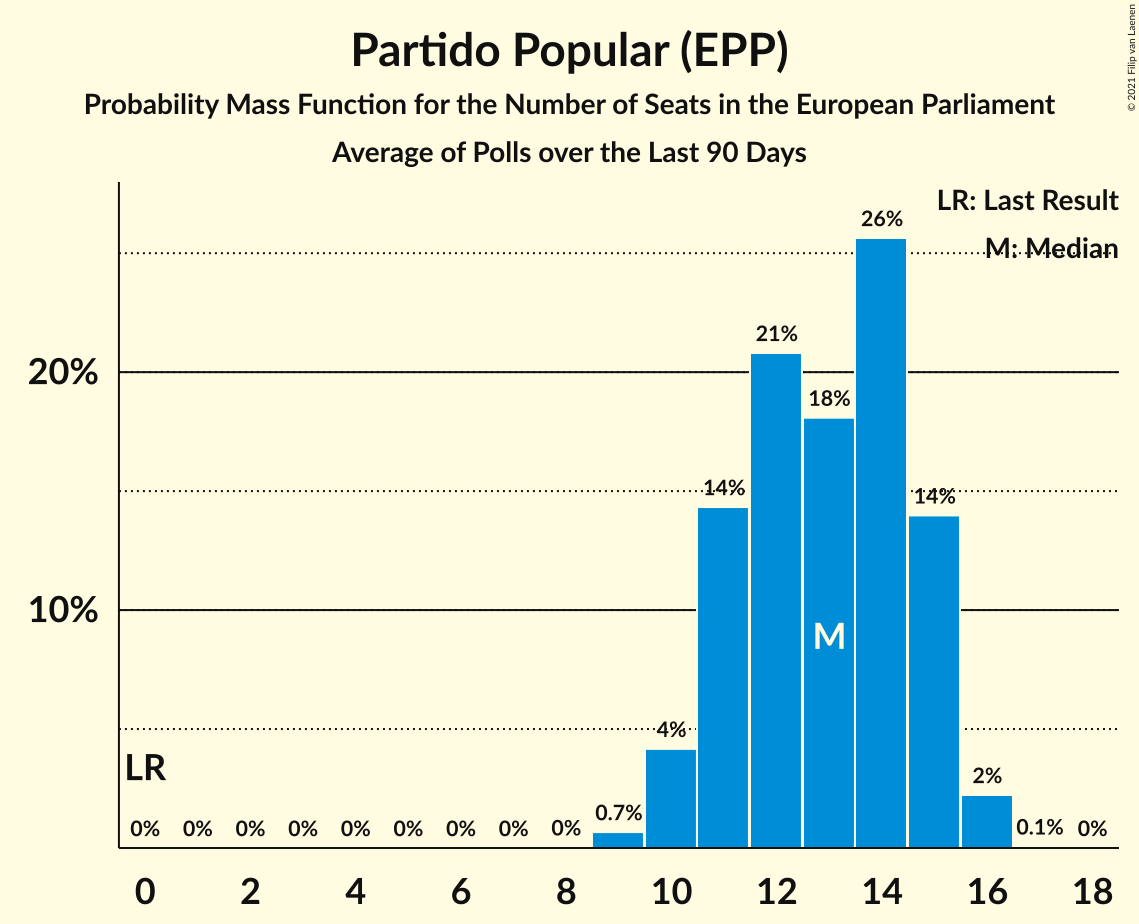 Partido Popular (EPP)
Probability Mass Function for the Number of Seats in the European Parliament
Average of Polls over the Last 90 Days
© 2021 Filip van Laenen
LR: Last Result
M: Median
26%
21%
20%
18%
14%
14%
10%
M
4%
LR
2%
0% 0% 0% 0% 0% 0% 0% 0% 0% 0.7% 0.1% 0%
0 2 4 6 8 10 12 14 16 18